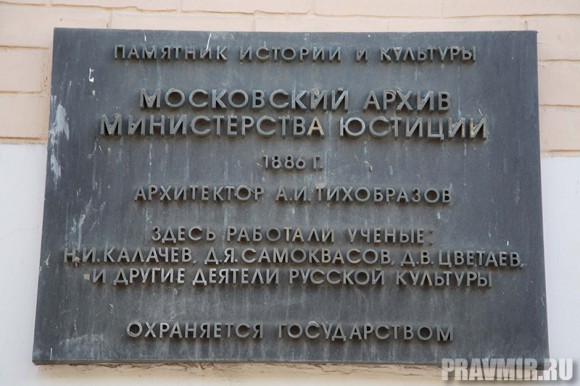 ПАМЯТНИК ИСТОРИИ И КУЛЬТУРЫ
МОСКОВСКИЙ АРХИВ
МИНИСТЕРСТВА ЮСТИЦИИ
1886 Г.
АРХИТЕКТОР А.И.ТИХОБРАЗОВ
ЗДЕСЬ РАБОТАЛИ УЧЕНЫЕ:
Н.И.КАЛАЧЕВ, Д.Я.САМОКВАСОВ, Д.В.ЦВЕТАЕВ,
И ДРУГИЕ ДЕЯТЕЛИ РУССКОЙ КУЛЬТУРЫ
ОХРАНЯЕТСЯ ГОСУДАРСТВОМ
PRAVMIR.RU